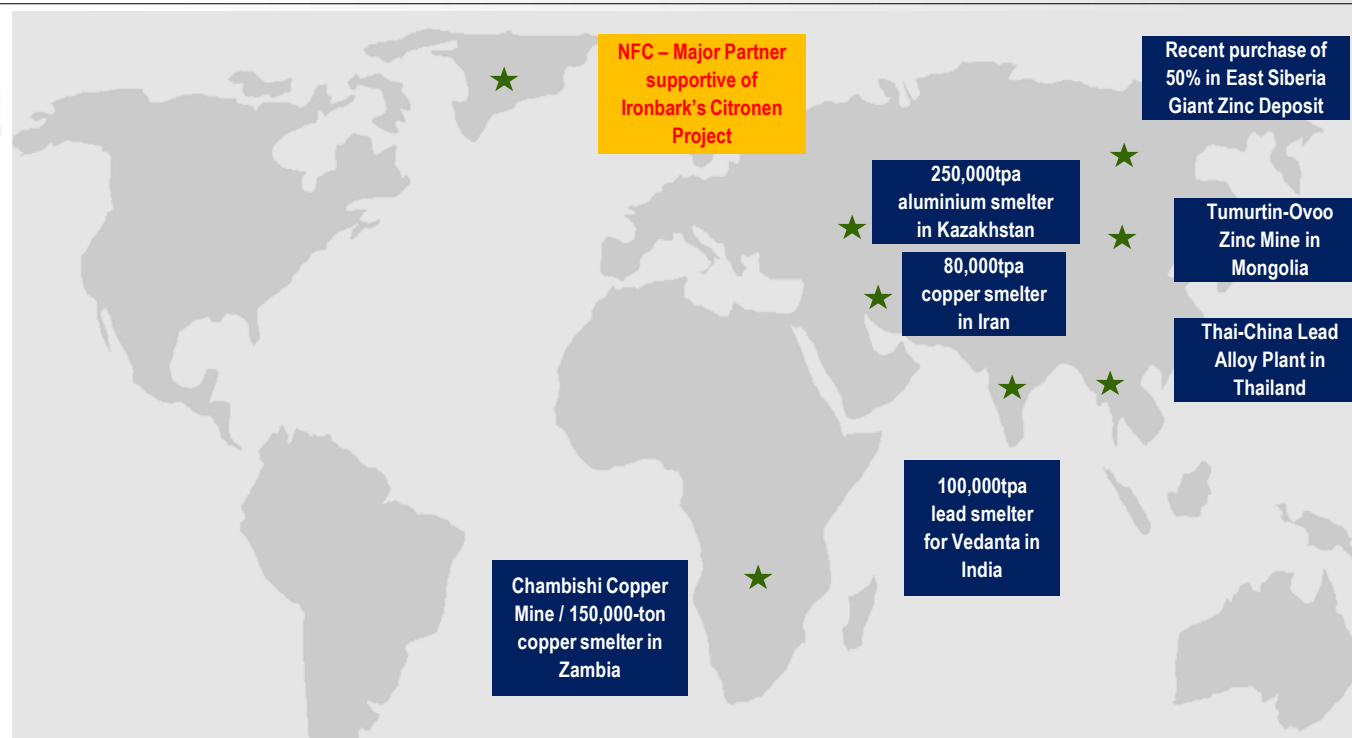 NFC – Major Partner
supportive of
Ironbark's Citronen
Project
Recent purchase of
50% in East Siberia
Giant Zinc Deposit
250,000tpa
aluminium smelter
in Kazakhstan
Tumurtin-Ovoo
Zinc Mine in
Mongolia
80,000tpa
copper smelter
in Iran
Thai-China Lead
Alloy Plant in
Thailand
100,000tpa
lead smelter
for Vedanta in
India
Chambishi Copper
Mine / 150,000-ton
copper smelter in
Zambia